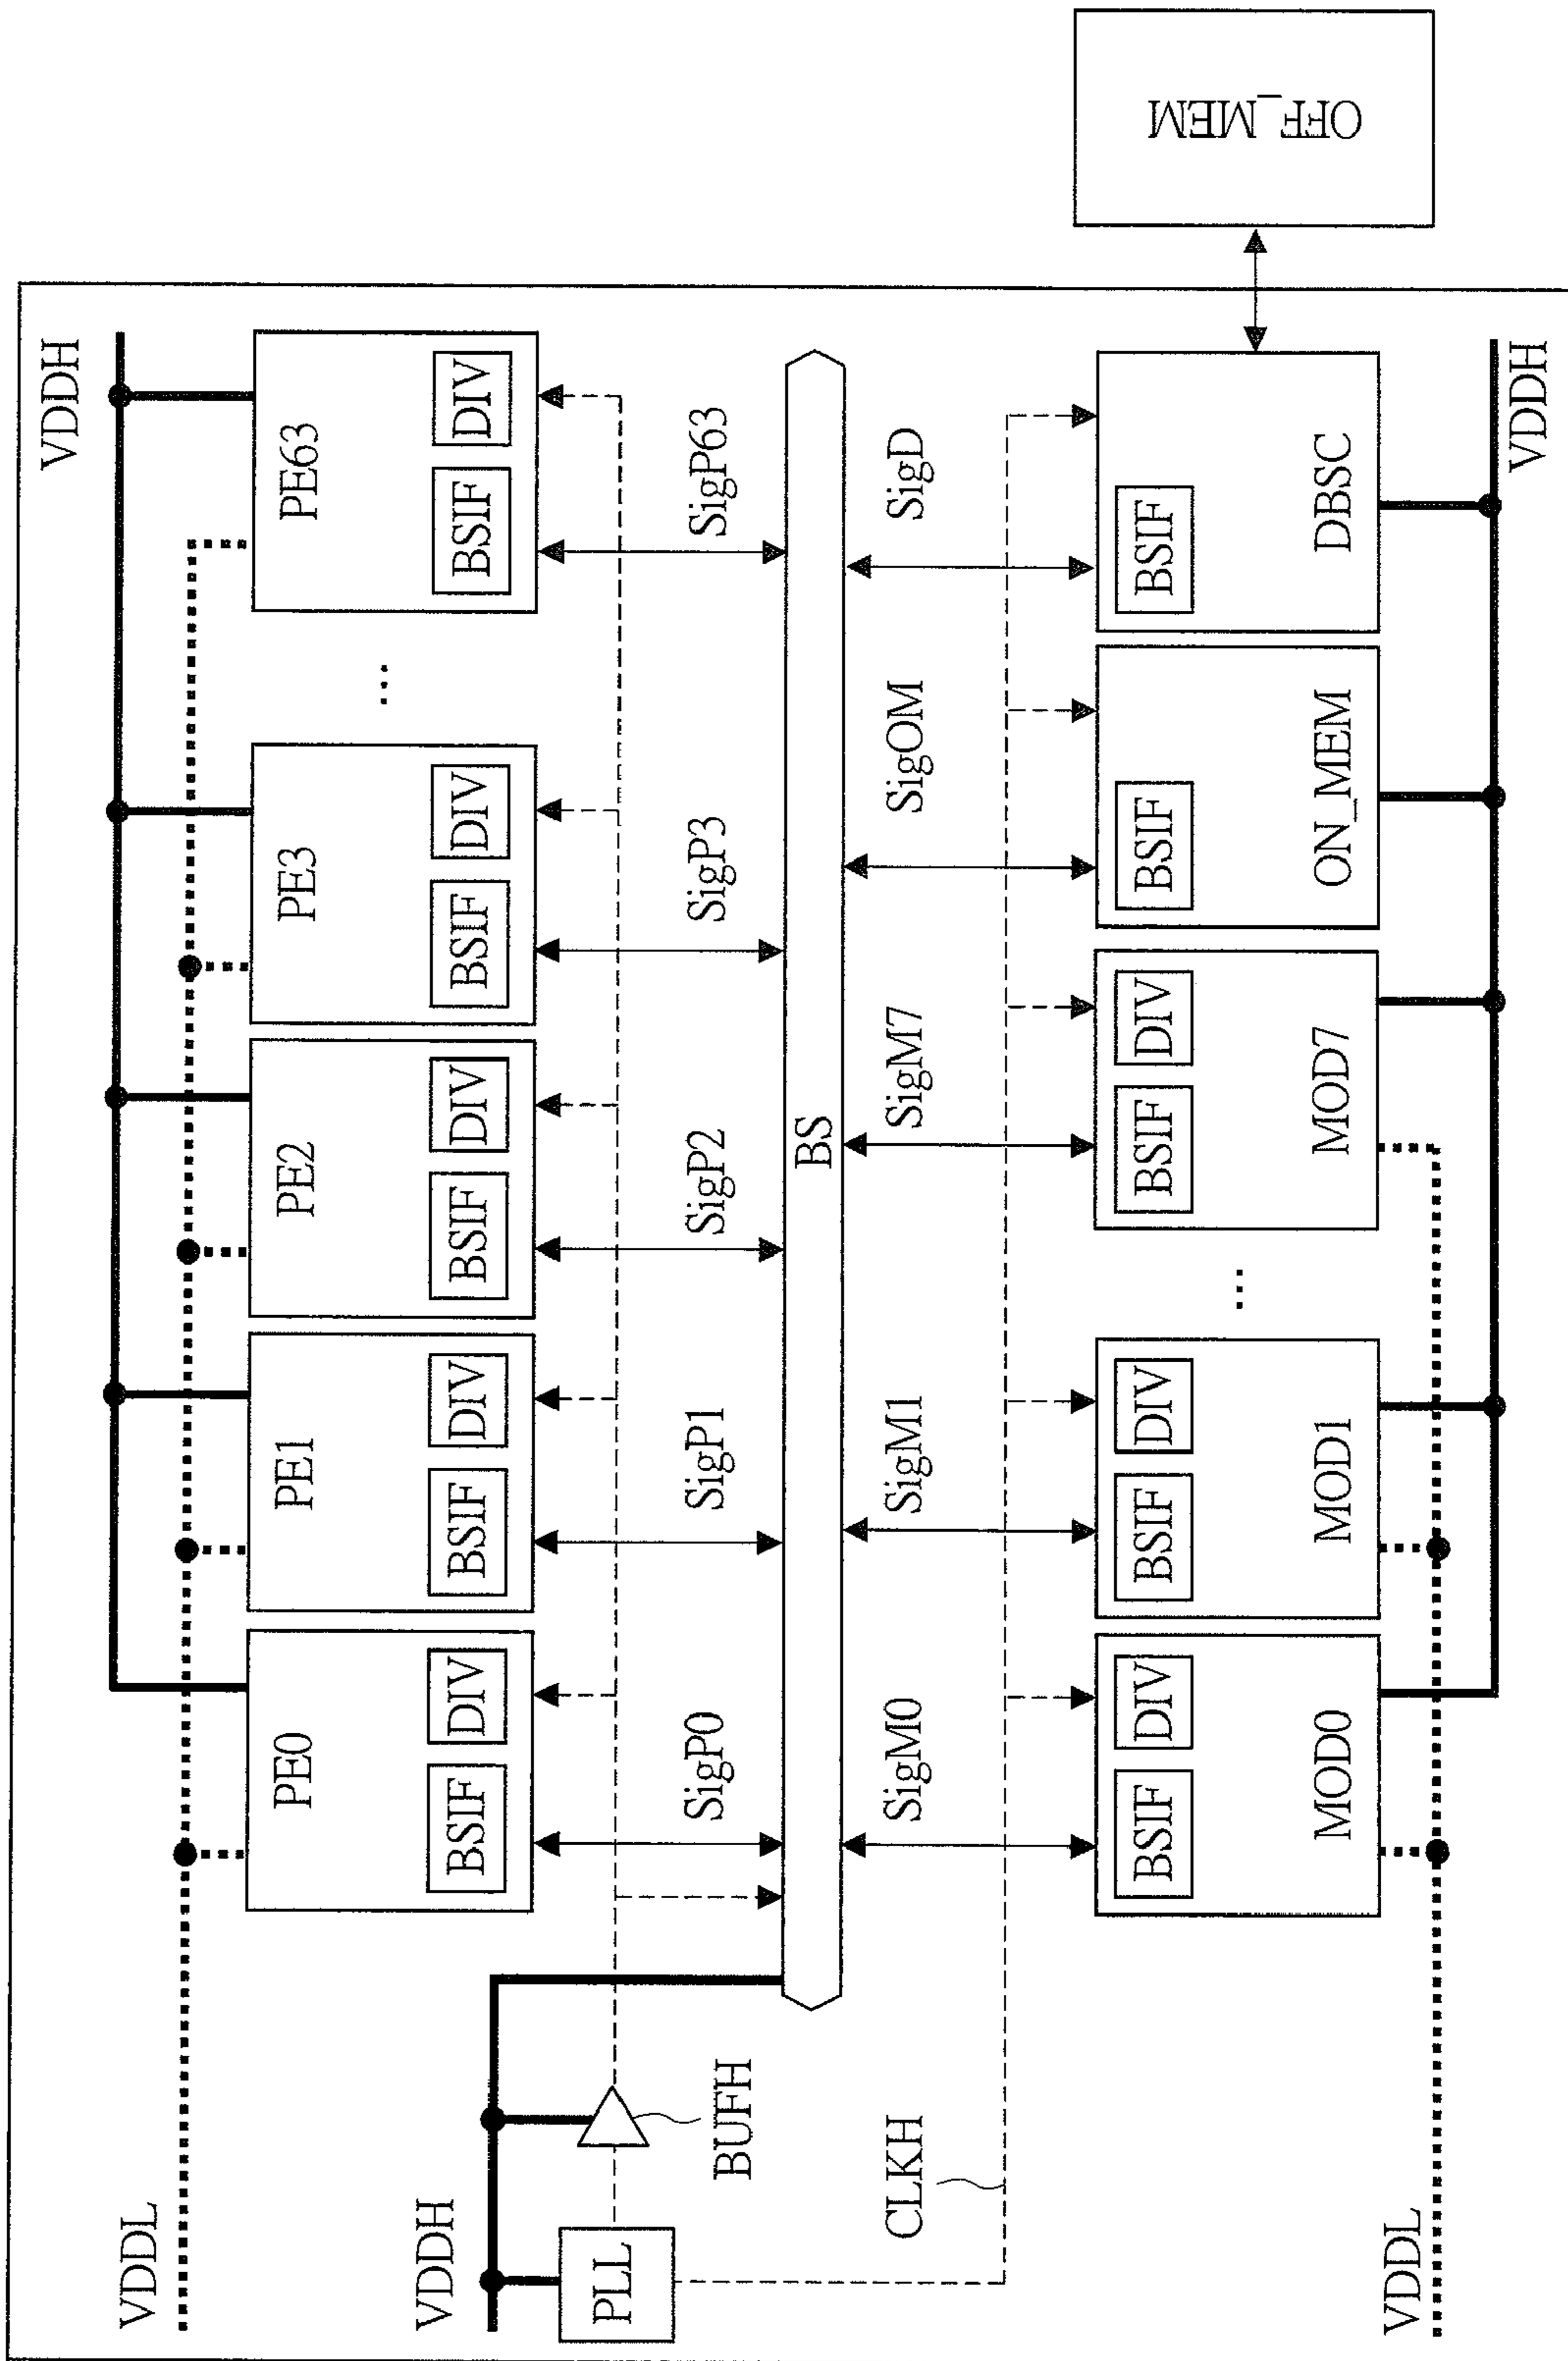 VDDH
VDDL
PE0
BSIF
DIV
PE1
BSIF
DIV
PE2
BSIF
DIV
PE3
BSIF
DIV
...
PE63
BSIF
DIV
VDDH
PLL
BUFH
SigP0
SigP1
SigP2
SigP3
SigP63
BS
CLKH
SigM0
SigM1
SigM7
SigOM
SigD
BSIF
DIV
MOD0
BSIF
DIV
MOD1
...
BSIF
DIV
MOD7
BSIF
ON_MEM
BSIF
DBSC
OFF_MEM
VDDL
VDDH